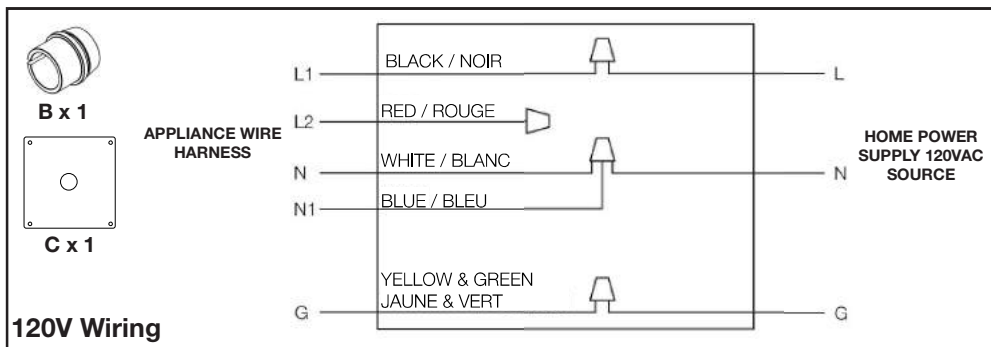 B x 1
C x 1
APPLIANCE WIRE
HARNESS
L1
BLACK / NOIR
L
L2
RED / ROUGE
N
WHITE / BLANC
N
N1
BLUE / BLEU
HOME POWER
SUPPLY 120VAC
SOURCE
YELLOW & GREEN
JAUNE & VERT
G
G
120V Wiring